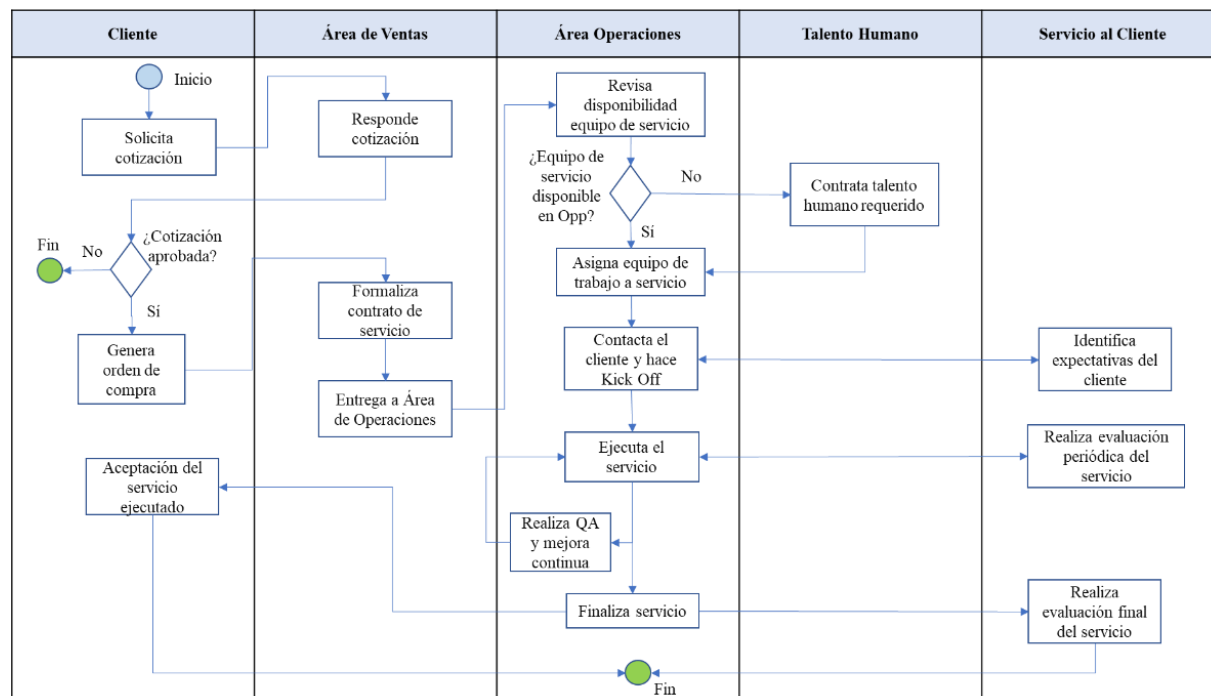 Cliente
Área de Ventas
Área Operaciones
Talento Humano
Servicio al Cliente
Inicio
Solicita
cotización
Responde
cotización
Revisa
disponibilidad
equipo de servicio
¿Equipo de
servicio
disponible
en Opp?
No
Sí
Contrata talento
humano requerido
Fin
No
¿Cotización
aprobada?
Sí
Genera
orden de
compra
Formaliza
contrato de
servicio
Entrega a Área
de Operaciones
Asigna equipo de
trabajo a servicio
Contacta el
cliente y hace
Kick Off
Identifica
expectativas del
cliente
Ejecuta el
servicio
Realiza evaluación
periódica del
servicio
Aceptación del
servicio
ejecutado
Realiza QA
y mejora
continua
Finaliza servicio
Realiza
evaluación final
del servicio
Fin